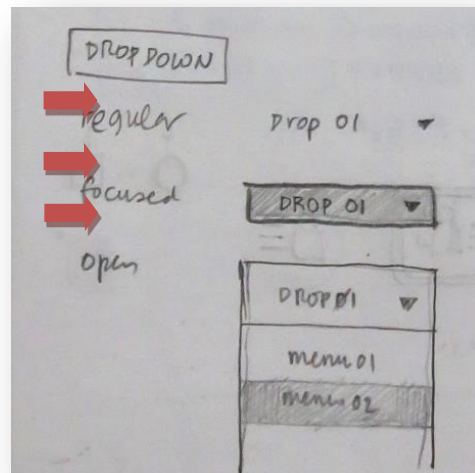 DROPDOWN
regular Drop 01
focused DROP 01
open DROP 01
menu 01
menu 02